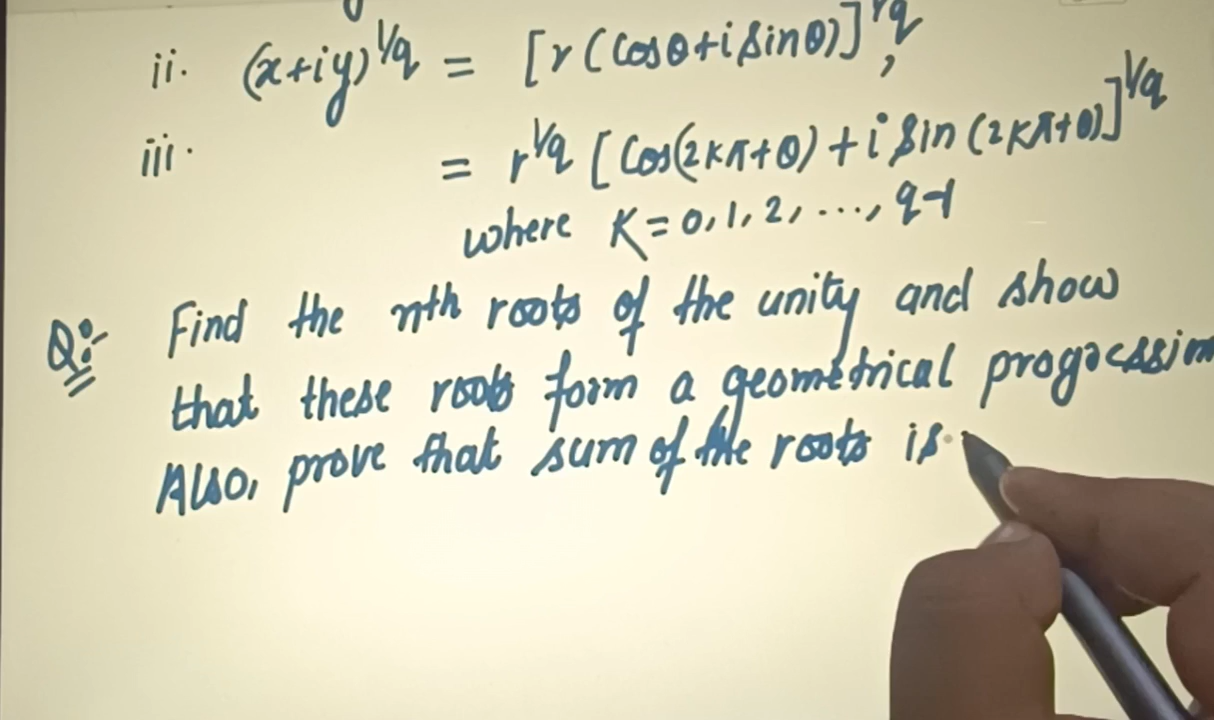 ii. (x+iy)^1/q = [r(cosθ+i sinθ)]^1/q,
iii. = r^1/q [Cos(2kπ+θ)+i Sin(2kπ+θ)]^1/q
where K=0,1,2,...,q-1
Q:- Find the nth roots of the unity and show
that these roots form a geometrical progression
Also, prove that sum of the roots is